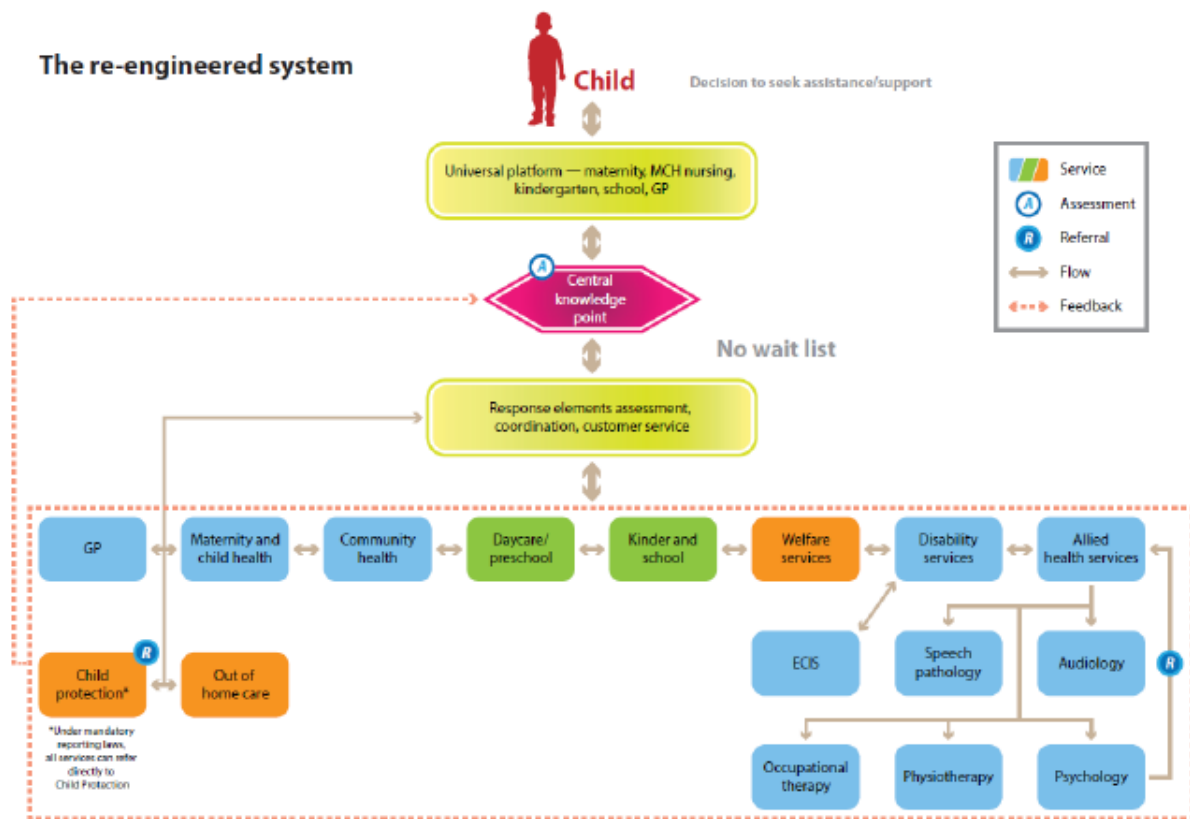 The re-engineered system
Child
Decision to seek assistance/support
Universal platform — maternity, MCH nursing,
kindergarten, school, GP
Service
A
Assessment
R
Referral
Flow
Feedback
A
Central
knowledge
point
No wait list
Response elements assessment,
coordination, customer service
GP
Maternity and
child health
Community
health
Daycare/
preschool
Kinder and
school
Welfare
services
Disability
services
Allied
health services
R
Child
protection*
Out of
home care
ECIS
Speech
pathology
Audiology
R
*Under mandatory
reporting laws,
all services can refer
directly to
Child Protection
Occupational
therapy
Physiotherapy
Psychology